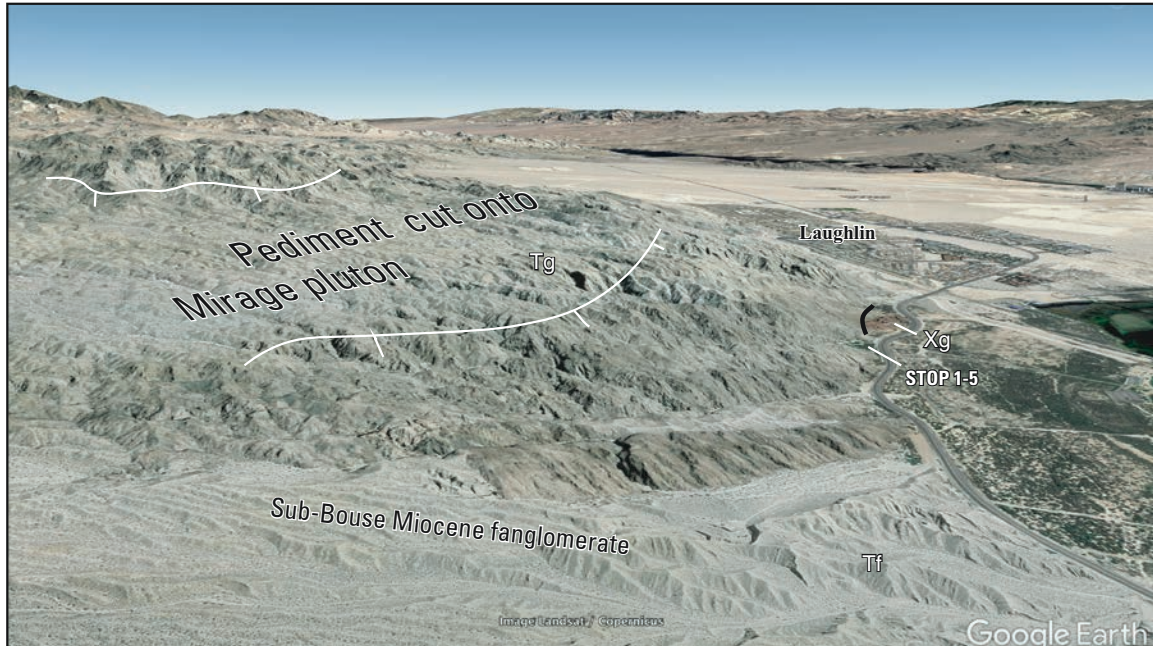 Pediment cut onto
Mirage pluton
Tg
Laughlin
Xg
STOP 1-5
Sub-Bouse Miocene fanglomerate
Tf
Image Landsat / Copernicus
Google Earth